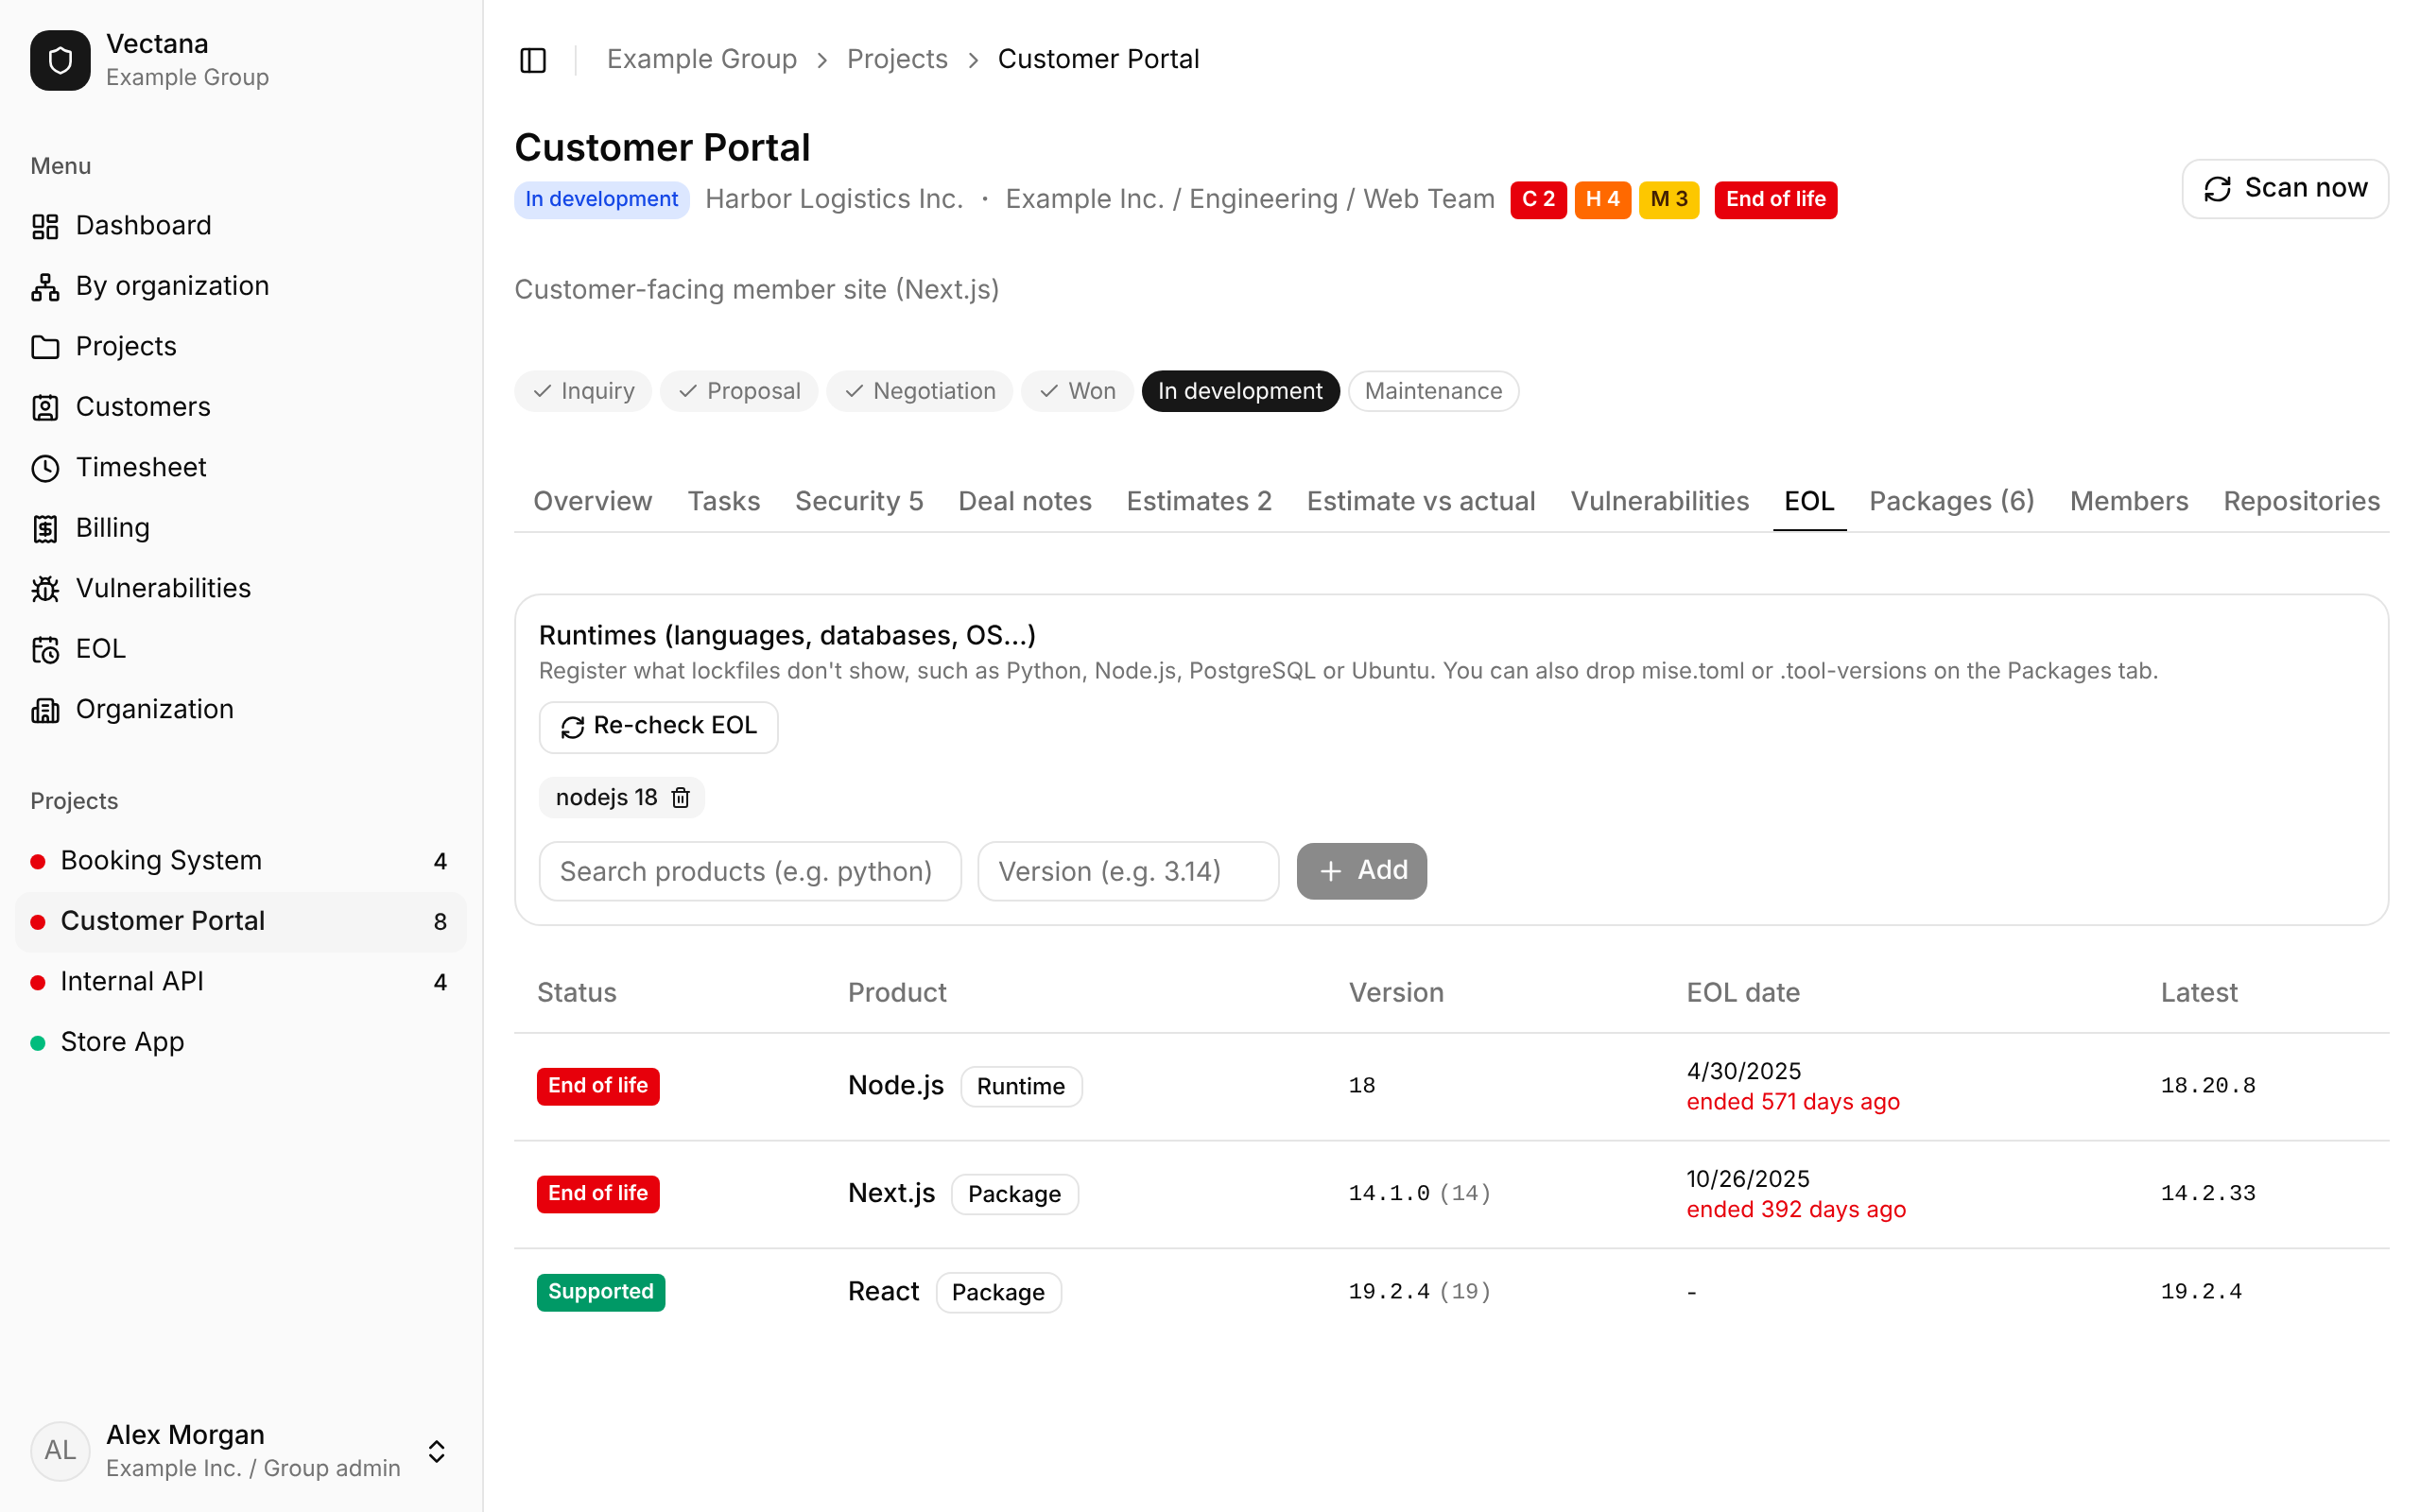 Vectana
Example Group
Menu
Dashboard
By organization
Projects
Customers
Timesheet
Billing
Vulnerabilities
EOL
Organization
Projects
Booking System 4
Customer Portal 8
Internal API 4
Store App
AL
Alex Morgan
Example Inc. / Group admin
Example Group > Projects > Customer Portal
Customer Portal
In development Harbor Logistics Inc. · Example Inc. / Engineering / Web Team C 2 H 4 M 3 End of life
Scan now
Customer-facing member site (Next.js)
Inquiry Proposal Negotiation Won In development Maintenance
Overview Tasks Security 5 Deal notes Estimates 2 Estimate vs actual Vulnerabilities EOL Packages (6) Members Repositories
Runtimes (languages, databases, OS...)
Register what lockfiles don't show, such as Python, Node.js, PostgreSQL or Ubuntu. You can also drop mise.toml or .tool-versions on the Packages tab.
Re-check EOL
nodejs 18
Search products (e.g. python) Version (e.g. 3.14) + Add
Status Product Version EOL date Latest
End of life Node.js Runtime 18 4/30/2025 18.20.8
ended 571 days ago
End of life Next.js Package 14.1.0 (14) 10/26/2025 14.2.33
ended 392 days ago
Supported React Package 19.2.4 (19) - 19.2.4